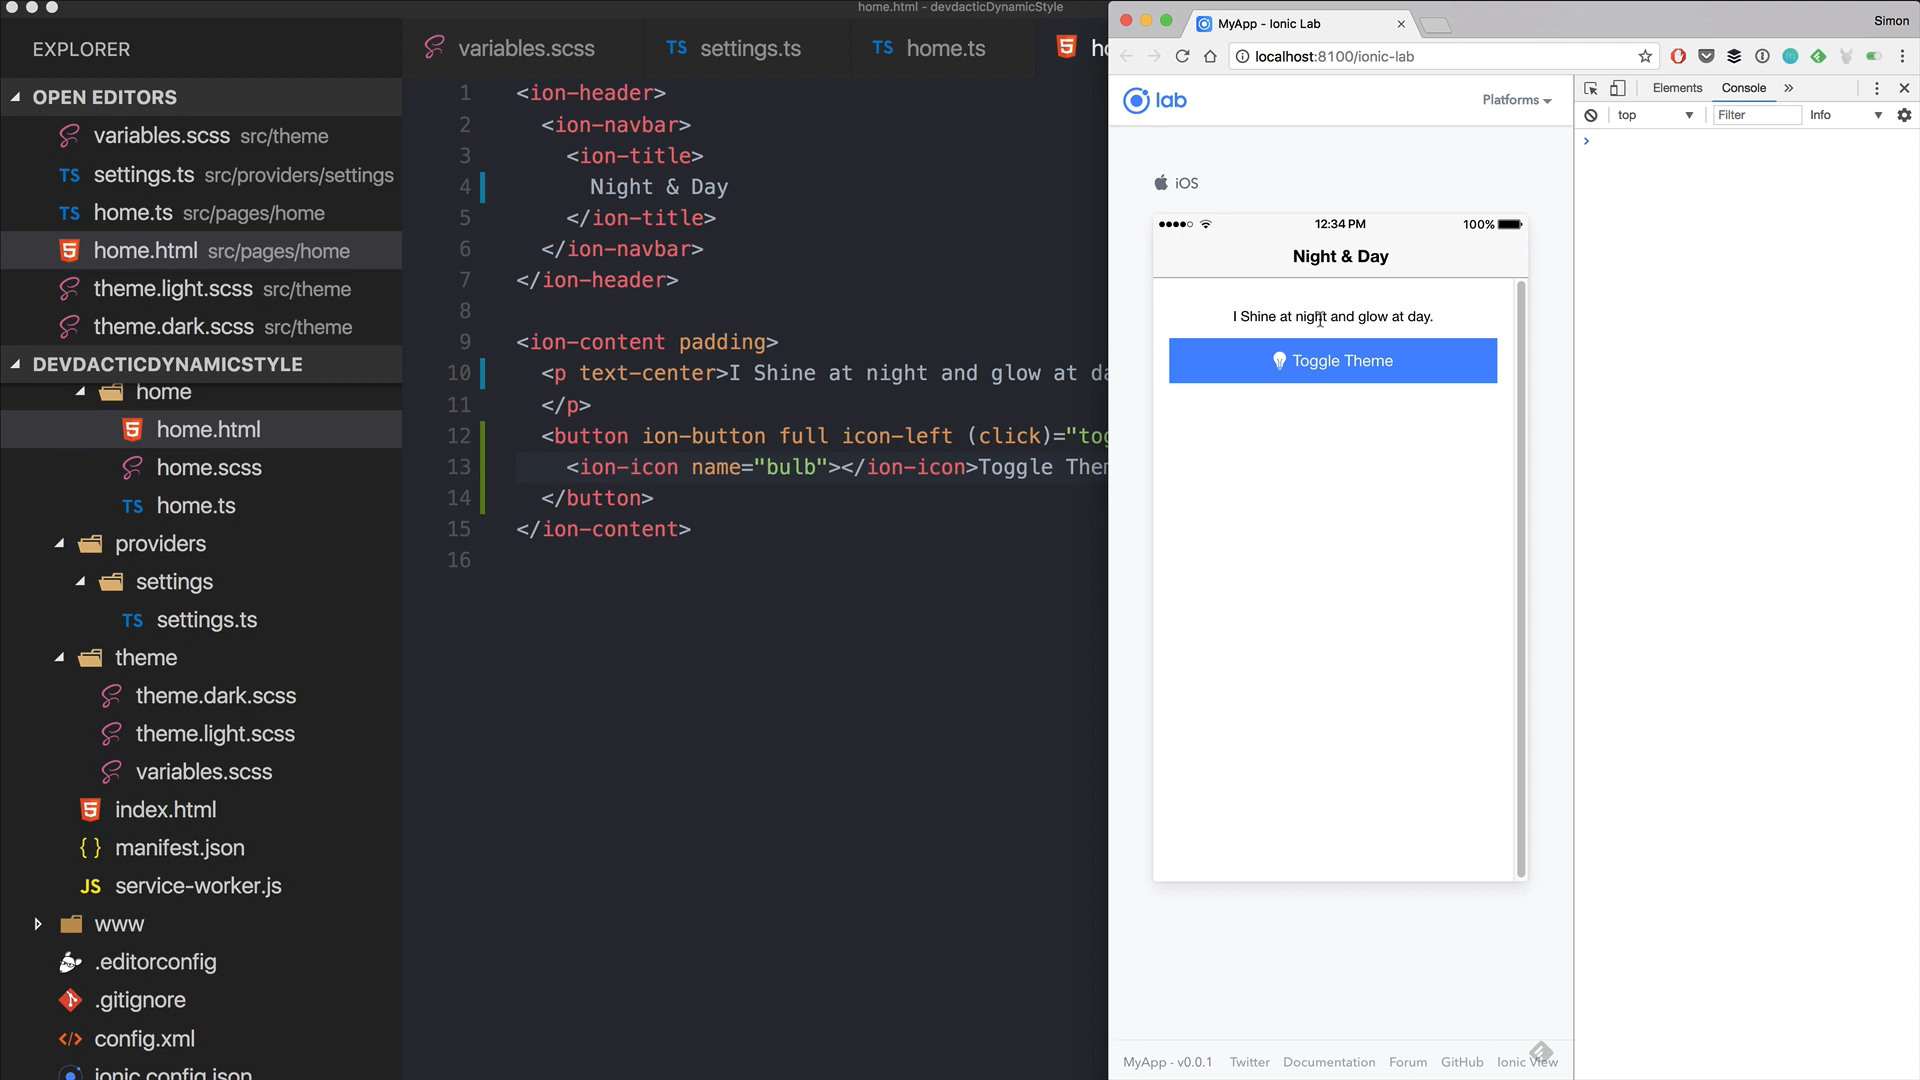 home.html - devdacticDynamicStyle
EXPLORER
OPEN EDITORS
variables.scss src/theme
TS settings.ts src/providers/settings
TS home.ts src/pages/home
home.html src/pages/home
theme.light.scss src/theme
theme.dark.scss src/theme
DEVDACTICDYNAMICSTYLE
home
home.html
home.scss
TS home.ts
providers
settings
TS settings.ts
theme
theme.dark.scss
theme.light.scss
variables.scss
index.html
{ } manifest.json
JS service-worker.js
www
.editorconfig
.gitignore
config.xml
ionic.config.json
variables.scss
TS settings.ts
TS home.ts
1 <ion-header>
2 <ion-navbar>
3 <ion-title>
4 Night & Day
5 </ion-title>
6 </ion-navbar>
7 </ion-header>
8
9 <ion-content padding>
10 <p text-center>I Shine at night and glow at da
11 </p>
12 <button ion-button full icon-left (click)="tog
13 <ion-icon name="bulb"></ion-icon>Toggle Them
14 </button>
15 </ion-content>
16
MyApp - Ionic Lab
Simon
localhost:8100/ionic-lab
lab
Platforms
iOS
12:34 PM
100%
Night & Day
I Shine at night and glow at day.
Toggle Theme
MyApp - v0.0.1 Twitter Documentation Forum GitHub Ionic View
Elements Console »
top Filter Info